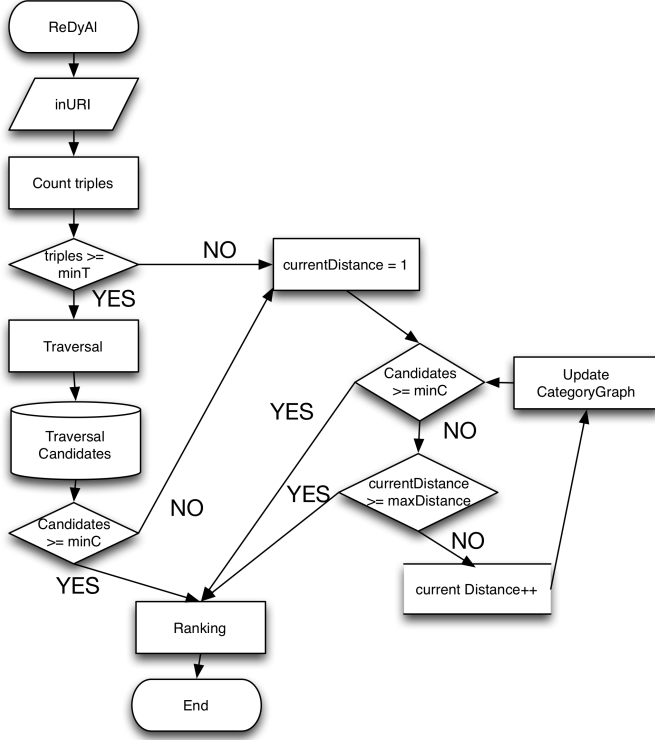 ReDyAl
inURI
Count triples
triples >=
minT
NO
currentDistance = 1
YES
Traversal
Candidates
>= minC
Update
CategoryGraph
YES
NO
Traversal
Candidates
currentDistance
>= maxDistance
YES
NO
Candidates
>= minC
NO
current Distance++
YES
Ranking
End